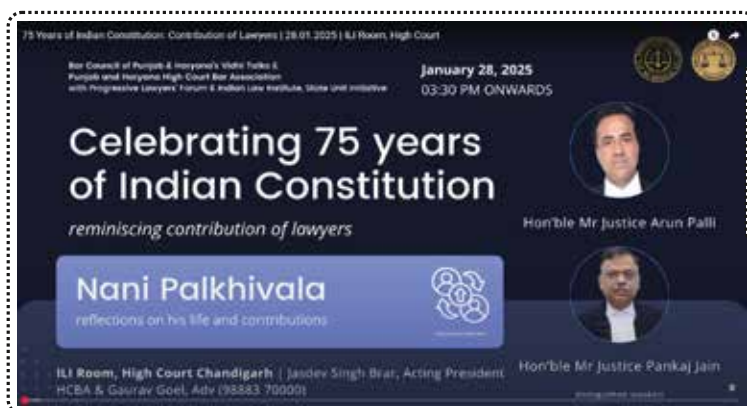 75 Years of Indian Constitution: Contribution of Lawyers | 28.01.2025 | ILI Room, High Court
Bar Council of Punjab & Haryana's Vidhi Talks &
Punjab and Haryana High Court Bar Association
with Progressive Lawyers' Forum & Indian Law Institute, State Unit Initiative
January 28, 2025
03:30 PM ONWARDS
Celebrating 75 years
of Indian Constitution
reminiscing contribution of lawyers
Hon'ble Mr Justice Arun Palli
Nani Palkhivala
reflections on his life and contributions
Hon'ble Mr Justice Pankaj Jain
ILI Room, High Court Chandigarh | Jasdev Singh Brar, Acting President
HCBA & Gaurav Goel, Adv (98883 70000)